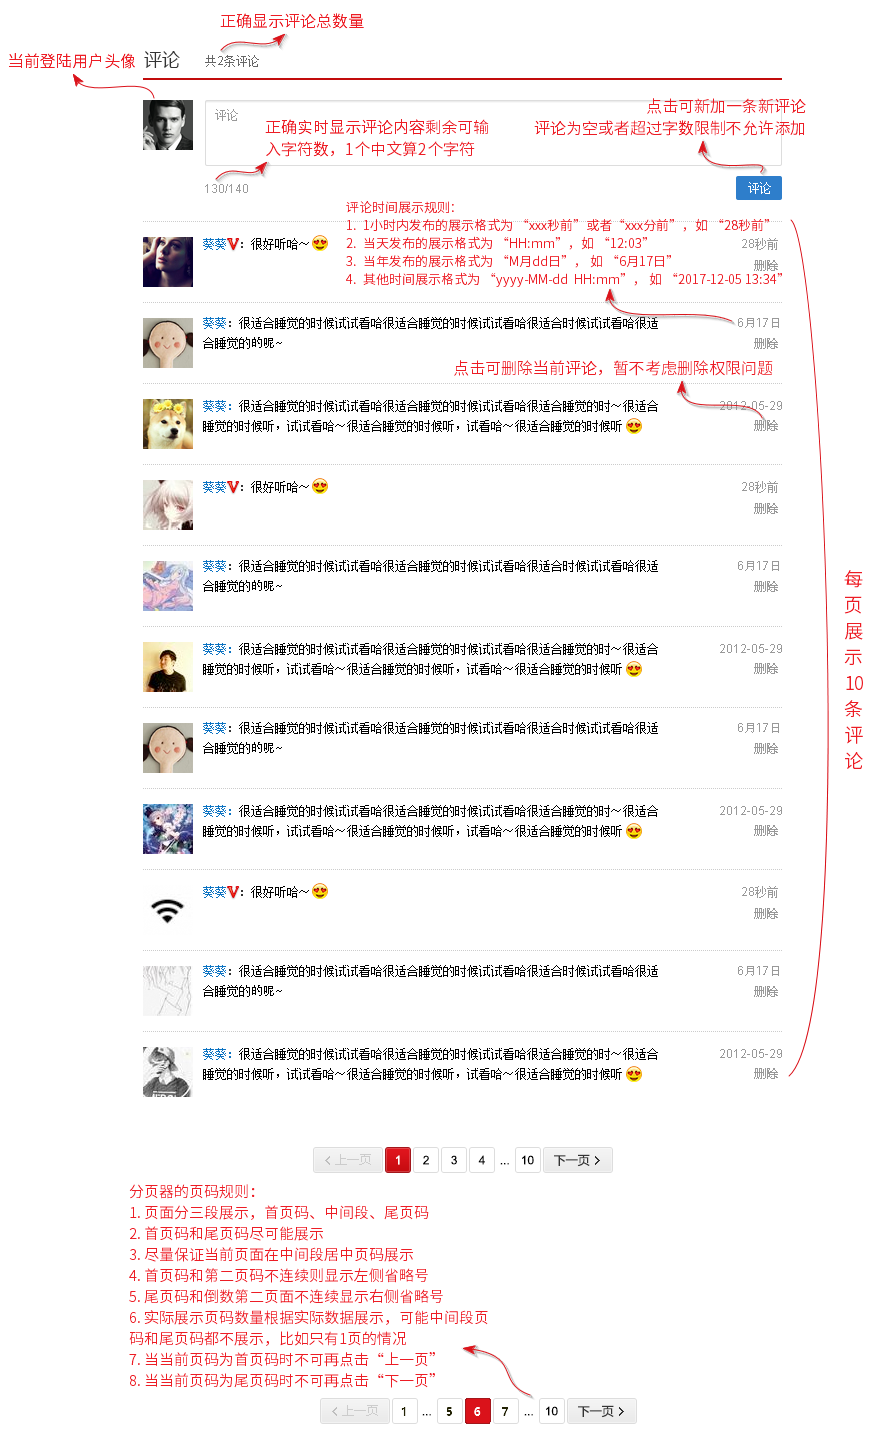 正确显示评论总数量
当前登陆用户头像
评论
共2条评论
评论
点击可新加一条新评论
评论为空或者超过字数限制不允许添加
正确实时显示评论内容剩余可输
入字符数，1个中文算2个字符
130/140
评论
评论时间展示规则：
1. 1小时内发布的展示格式为 “xxx秒前”或者“xxx分前”，如 “28秒前”
2. 当天发布的展示格式为 “HH:mm”，如 “12:03”
3. 当年发布的展示格式为 “M月dd日”， 如 “6月17日”
4. 其他时间展示格式为 “yyyy-MM-dd HH:mm”， 如 “2017-12-05 13:34”
葵葵V：很好听哈～
28秒前
删除
葵葵：很适合睡觉的时候试试看哈很适合睡觉的时候试试看哈很适合时候试试看哈很适
合睡觉的的呢~
6月17日
删除
点击可删除当前评论，暂不考虑删除权限问题
葵葵：很适合睡觉的时候试试看哈很适合睡觉的时候试试看哈很适合睡觉的时～很适合
睡觉的时候听，试试看哈～很适合睡觉的时候听，试看哈～很适合睡觉的时候听
2012-05-29
删除
葵葵V：很好听哈～
28秒前
删除
葵葵：很适合睡觉的时候试试看哈很适合睡觉的时候试试看哈很适合时候试试看哈很适
合睡觉的的呢~
6月17日
删除
葵葵：很适合睡觉的时候试试看哈很适合睡觉的时候试试看哈很适合睡觉的时～很适合
睡觉的时候听，试试看哈～很适合睡觉的时候听，试看哈～很适合睡觉的时候听
2012-05-29
删除
葵葵：很适合睡觉的时候试试看哈很适合睡觉的时候试试看哈很适合时候试试看哈很适
合睡觉的的呢~
6月17日
删除
葵葵：很适合睡觉的时候试试看哈很适合睡觉的时候试试看哈很适合睡觉的时～很适合
睡觉的时候听，试试看哈～很适合睡觉的时候听，试看哈～很适合睡觉的时候听
2012-05-29
删除
葵葵V：很好听哈～
28秒前
删除
葵葵：很适合睡觉的时候试试看哈很适合睡觉的时候试试看哈很适合时候试试看哈很适
合睡觉的的呢~
6月17日
删除
葵葵：很适合睡觉的时候试试看哈很适合睡觉的时候试试看哈很适合睡觉的时～很适合
睡觉的时候听，试试看哈～很适合睡觉的时候听，试看哈～很适合睡觉的时候听
2012-05-29
删除
每页展示10条评论
上一页 1 2 3 4 ... 10 下一页
分页器的页码规则：
1. 页面分三段展示，首页码、中间段、尾页码
2. 首页码和尾页码尽可能展示
3. 尽量保证当前页面在中间段居中页码展示
4. 首页码和第二页码不连续则显示左侧省略号
5. 尾页码和倒数第二页面不连续显示右侧省略号
6. 实际展示页码数量根据实际数据展示，可能中间段页
码和尾页码都不展示，比如只有1页的情况
7. 当当前页码为首页码时不可再点击“上一页”
8. 当当前页码为尾页码时不可再点击“下一页”
上一页 1 ... 5 6 7 ... 10 下一页